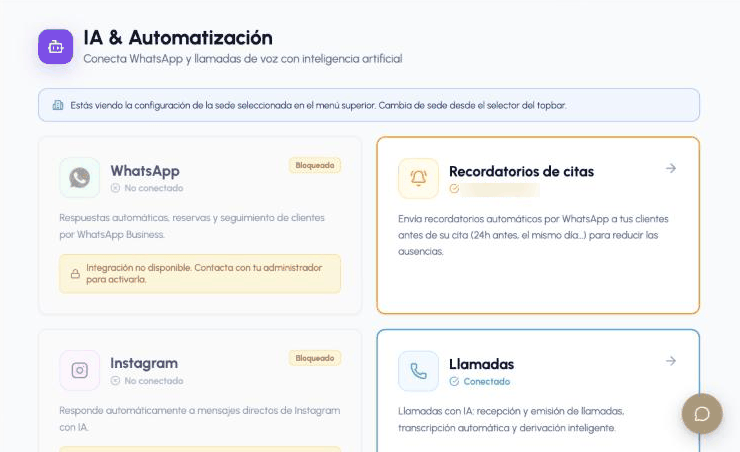 IA & Automatización
Conecta WhatsApp y llamadas de voz con inteligencia artificial
Estás viendo la configuración de la sede seleccionada en el menú superior. Cambia de sede desde el selector del topbar.
WhatsApp
Bloqueado
No conectado
Respuestas automáticas, reservas y seguimiento de clientes
por WhatsApp Business.
Integración no disponible. Contacta con tu administrador
para activarla.
Recordatorios de citas
Envía recordatorios automáticos por WhatsApp a tus clientes
antes de su cita (24h antes, el mismo día…) para reducir las
ausencias.
Instagram
Bloqueado
No conectado
Responde automáticamente a mensajes directos de Instagram
con IA.
Llamadas
Conectado
Llamadas con IA: recepción y emisión de llamadas,
transcripción automática y derivación inteligente.